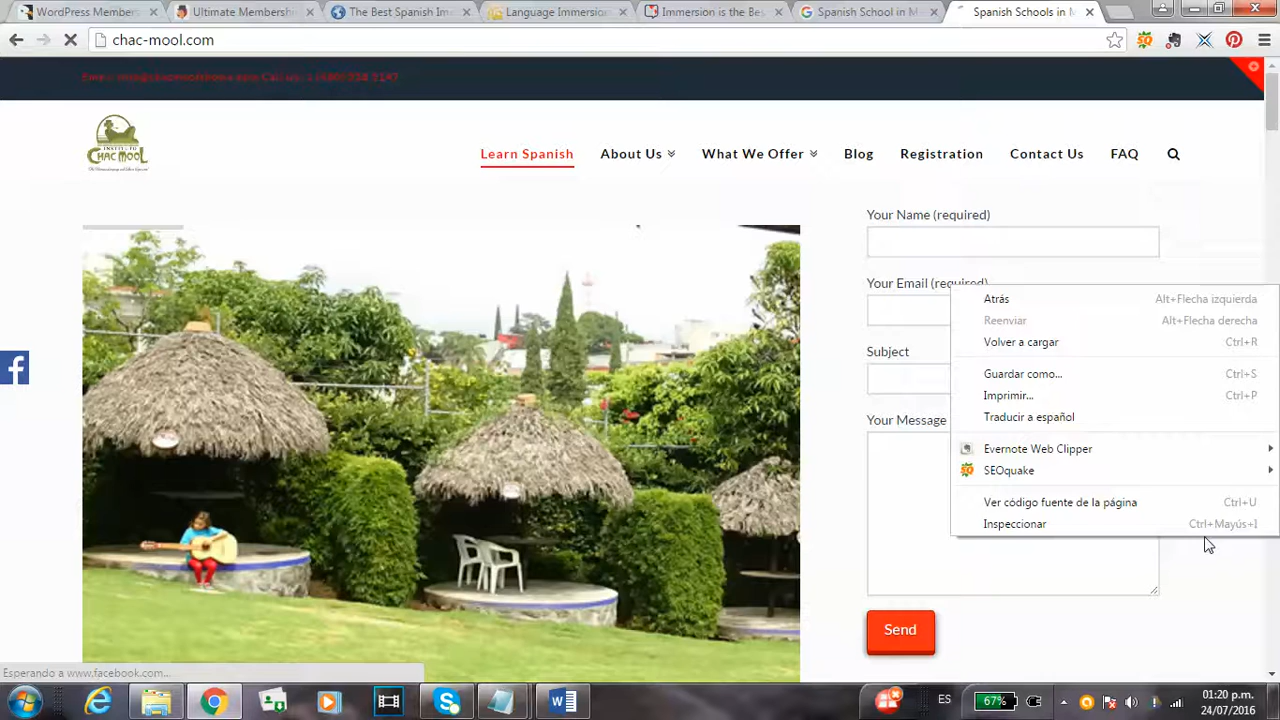 WordPress Members
Ultimate Membershi
The Best Spanish Im
Language Immersion
Immersion is the Bes
Spanish School in M
Spanish Schools in M
chac-mool.com
INSTITUTO
CHAC MOOL
Learn Spanish
About Us
What We Offer
Blog
Registration
Contact Us
FAQ
Your Name (required)
Your Email (required)
Subject
Your Message
Send
Atrás Alt+Flecha izquierda
Reenviar Alt+Flecha derecha
Volver a cargar Ctrl+R
Guardar como... Ctrl+S
Imprimir... Ctrl+P
Traducir a español
Evernote Web Clipper
SEOquake
Ver código fuente de la página Ctrl+U
Inspeccionar Ctrl+Mayús+I
Esperando a www.facebook.com...
ES
67%
01:20 p.m.
24/07/2016